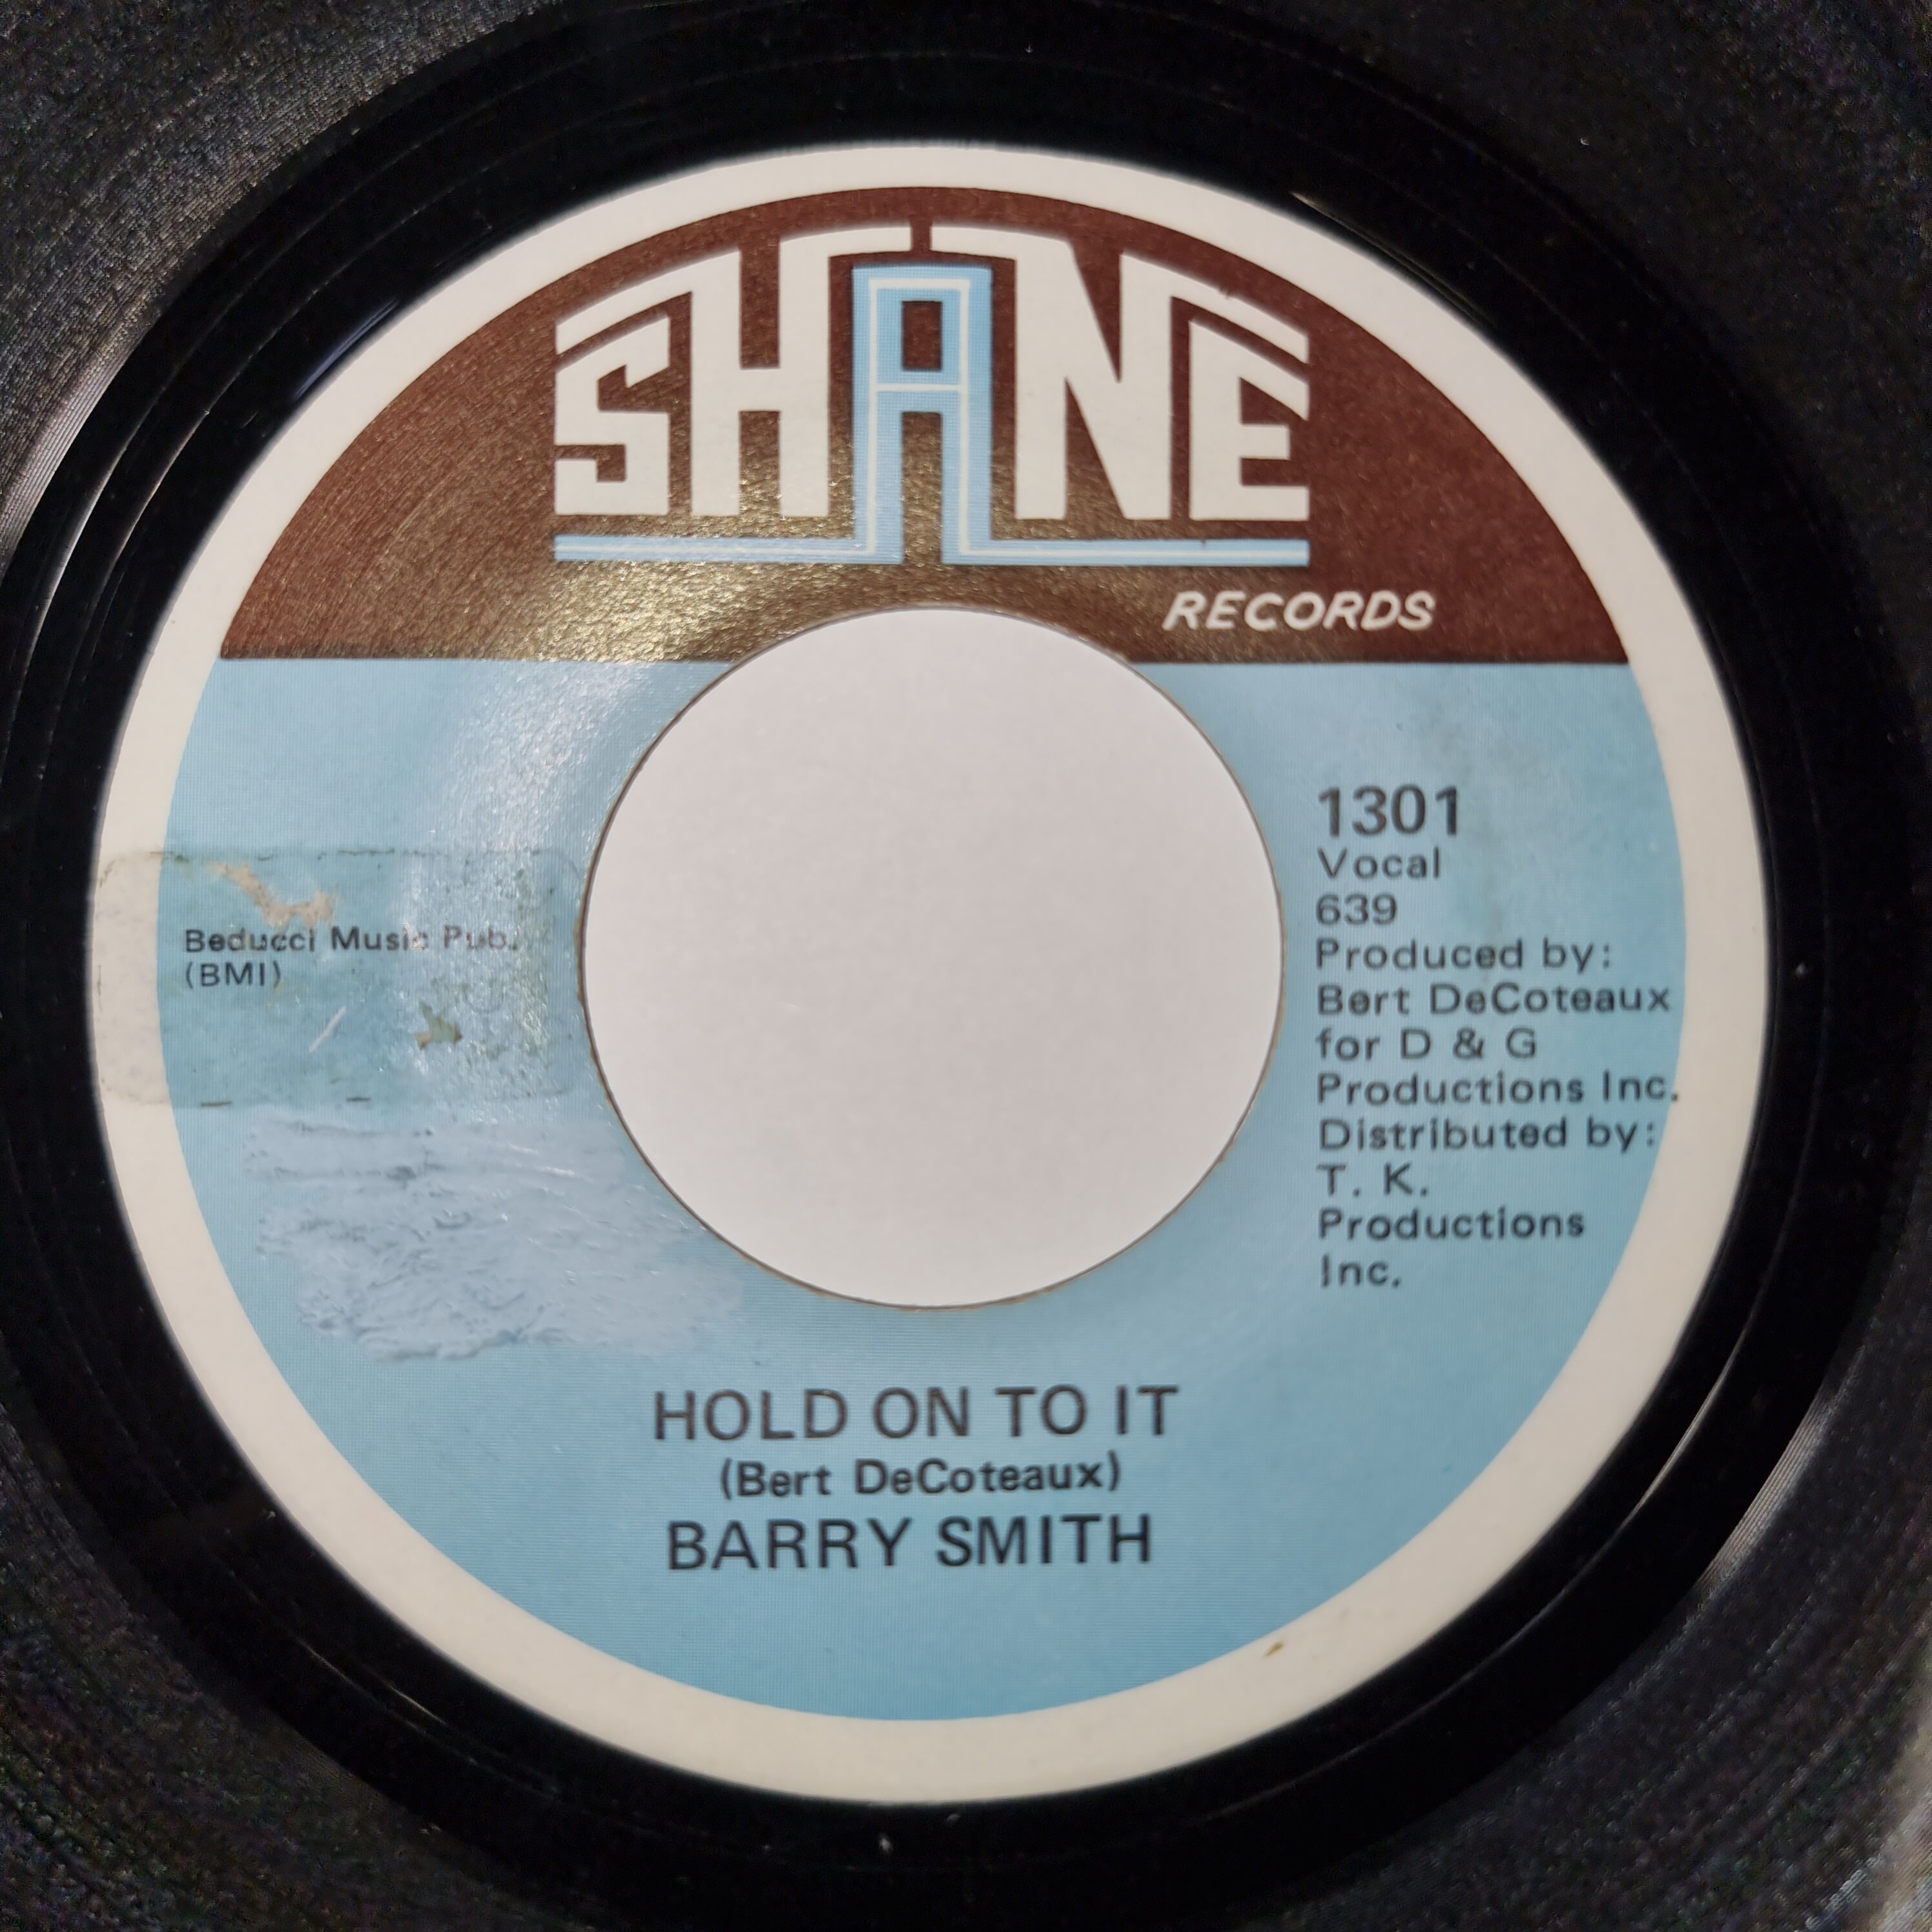 SHANE
RECORDS
Beducci Music Pub.
(BMI)
1301
Vocal
639
Produced by:
Bert DeCoteaux
for D & G
Productions Inc.
Distributed by:
T. K.
Productions
Inc.
HOLD ON TO IT
(Bert DeCoteaux)
BARRY SMITH